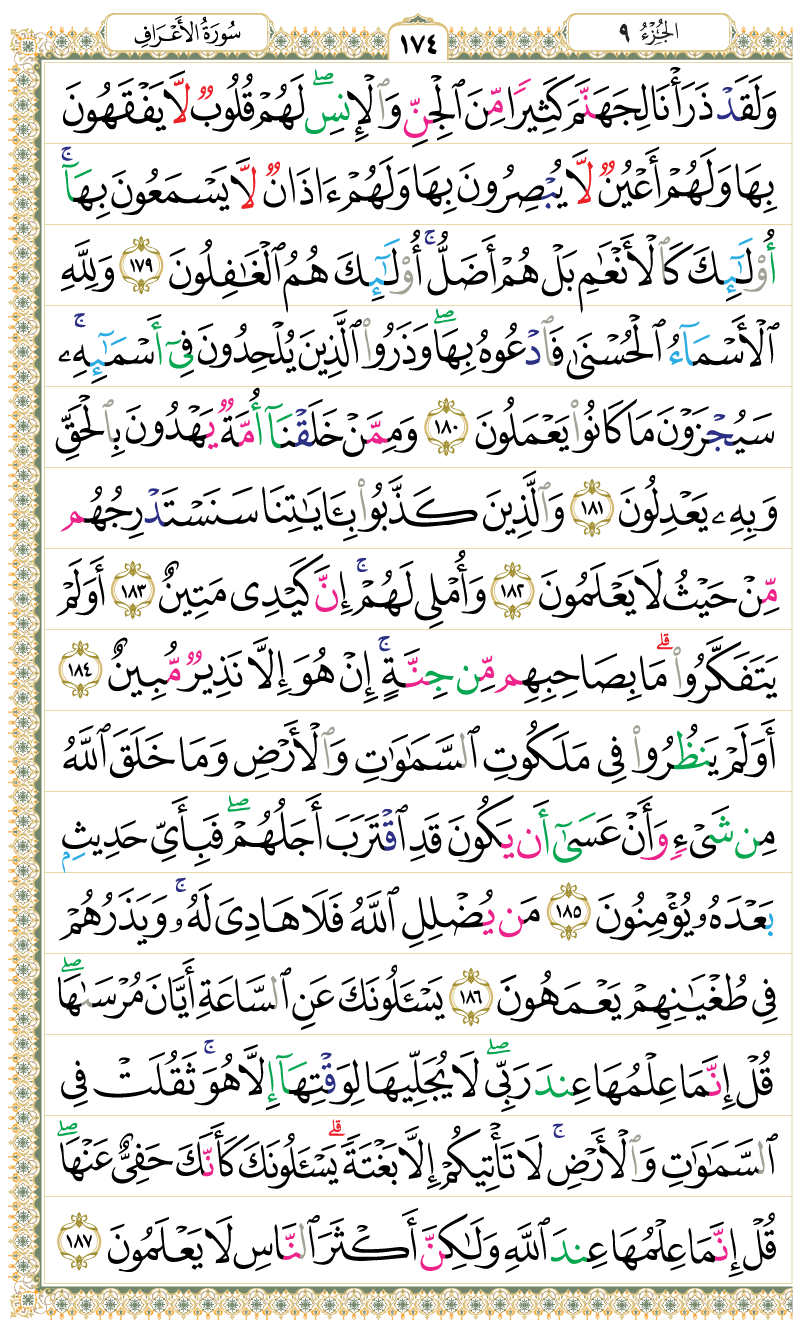 سُورَةُ الأَعْرَافِ
١٧٤
الجُزْءُ ٩
وَلَقَدْ ذَرَأْنَا لِجَهَنَّمَ كَثِيرًا مِّنَ ٱلْجِنِّ وَٱلْإِنسِ ۖ لَهُمْ قُلُوبٌ لَّا يَفْقَهُونَ
بِهَا وَلَهُمْ أَعْيُنٌ لَّا يُبْصِرُونَ بِهَا وَلَهُمْ ءَاذَانٌ لَّا يَسْمَعُونَ بِهَآ ۚ
أُو۟لَـٰٓئِكَ كَٱلْأَنْعَـٰمِ بَلْ هُمْ أَضَلُّ ۚ أُو۟لَـٰٓئِكَ هُمُ ٱلْغَـٰفِلُونَ ١٧٩ وَلِلَّهِ
ٱلْأَسْمَآءُ ٱلْحُسْنَىٰ فَٱدْعُوهُ بِهَا ۖ وَذَرُوا۟ ٱلَّذِينَ يُلْحِدُونَ فِىٓ أَسْمَـٰٓئِهِۦ ۚ
سَيُجْزَوْنَ مَا كَانُوا۟ يَعْمَلُونَ ١٨٠ وَمِمَّنْ خَلَقْنَآ أُمَّةٌ يَهْدُونَ بِٱلْحَقِّ
وَبِهِۦ يَعْدِلُونَ ١٨١ وَٱلَّذِينَ كَذَّبُوا۟ بِـَٔايَـٰتِنَا سَنَسْتَدْرِجُهُم
مِّنْ حَيْثُ لَا يَعْلَمُونَ ١٨٢ وَأُمْلِى لَهُمْ ۚ إِنَّ كَيْدِى مَتِينٌ ١٨٣ أَوَلَمْ
يَتَفَكَّرُوا۟ ۗ مَا بِصَاحِبِهِم مِّن جِنَّةٍ ۚ إِنْ هُوَ إِلَّا نَذِيرٌ مُّبِينٌ ١٨٤
أَوَلَمْ يَنظُرُوا۟ فِى مَلَكُوتِ ٱلسَّمَـٰوَٰتِ وَٱلْأَرْضِ وَمَا خَلَقَ ٱللَّهُ
مِن شَىْءٍ وَأَنْ عَسَىٰٓ أَن يَكُونَ قَدِ ٱقْتَرَبَ أَجَلُهُمْ ۖ فَبِأَىِّ حَدِيثٍۭ
بَعْدَهُۥ يُؤْمِنُونَ ١٨٥ مَن يُضْلِلِ ٱللَّهُ فَلَا هَادِىَ لَهُۥ ۚ وَيَذَرُهُمْ
فِى طُغْيَـٰنِهِمْ يَعْمَهُونَ ١٨٦ يَسْـَٔلُونَكَ عَنِ ٱلسَّاعَةِ أَيَّانَ مُرْسَىٰهَا ۖ
قُلْ إِنَّمَا عِلْمُهَا عِندَ رَبِّى ۖ لَا يُجَلِّيهَا لِوَقْتِهَآ إِلَّا هُوَ ۚ ثَقُلَتْ فِى
ٱلسَّمَـٰوَٰتِ وَٱلْأَرْضِ ۚ لَا تَأْتِيكُمْ إِلَّا بَغْتَةً ۗ يَسْـَٔلُونَكَ كَأَنَّكَ حَفِىٌّ عَنْهَا ۖ
قُلْ إِنَّمَا عِلْمُهَا عِندَ ٱللَّهِ وَلَـٰكِنَّ أَكْثَرَ ٱلنَّاسِ لَا يَعْلَمُونَ ١٨٧